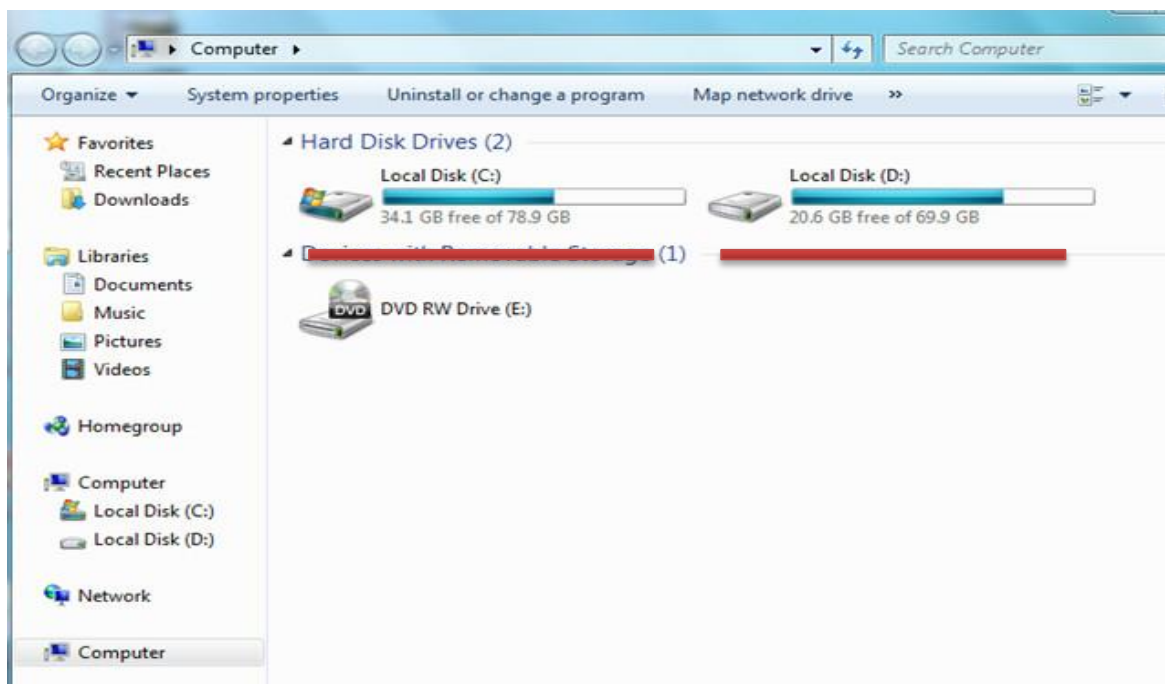 Computer
Search Computer
Organize
System properties
Uninstall or change a program
Map network drive
»
Favorites
Recent Places
Downloads
Libraries
Documents
Music
Pictures
Videos
Homegroup
Computer
Local Disk (C:)
Local Disk (D:)
Network
Computer
Hard Disk Drives (2)
Local Disk (C:)
34.1 GB free of 78.9 GB
Local Disk (D:)
20.6 GB free of 69.9 GB
(1)
DVD
DVD RW Drive (E:)